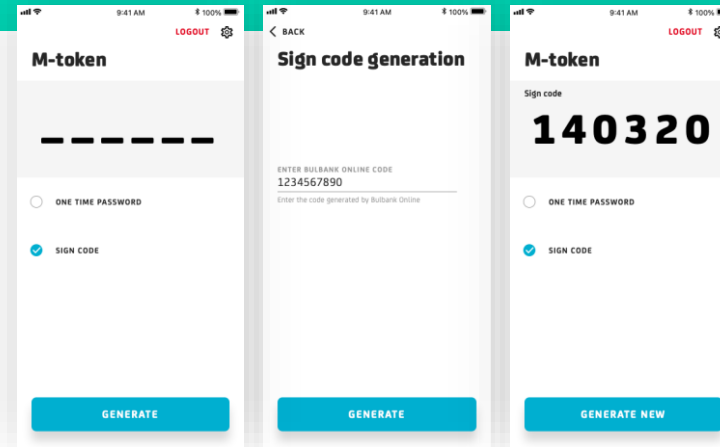 9:41 AM
100%
LOGOUT
M-token
ONE TIME PASSWORD
SIGN CODE
GENERATE
9:41 AM
100%
BACK
Sign code generation
ENTER BULBANK ONLINE CODE
1234567890
Enter the code generated by Bulbank Online
GENERATE
9:41 AM
100%
LOGOUT
M-token
Sign code
140320
ONE TIME PASSWORD
SIGN CODE
GENERATE NEW